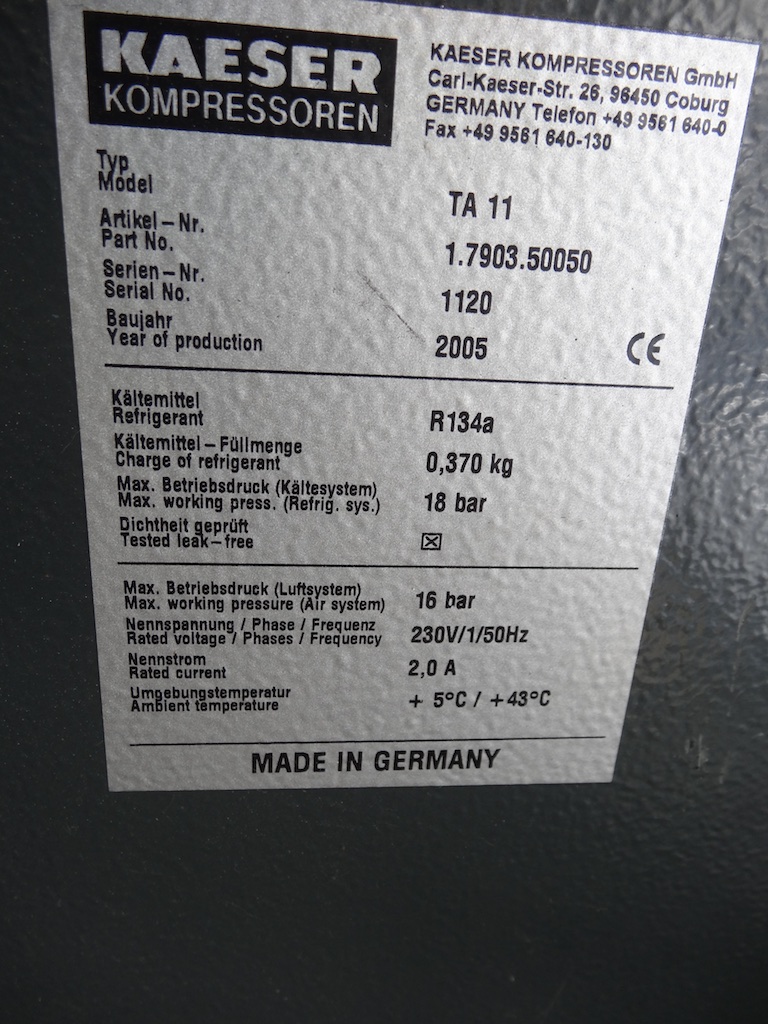 KAESER
KOMPRESSOREN
KAESER KOMPRESSOREN GmbH
Carl-Kaeser-Str. 26, 96450 Coburg
GERMANY Telefon +49 9561 640-0
Fax +49 9561 640-130
Typ
Model TA 11
Artikel-Nr.
Part No. 1.7903.50050
Serien-Nr.
Serial No. 1120
Baujahr
Year of production 2005 CE
Kältemittel
Refrigerant R134a
Kältemittel-Füllmenge
Charge of refrigerant 0,370 kg
Max. Betriebsdruck (Kältesystem)
Max. working press. (Refrig. sys.) 18 bar
Dichtheit geprüft
Tested leak-free ☒
Max. Betriebsdruck (Luftsystem)
Max. working pressure (Air system) 16 bar
Nennspannung / Phase / Frequenz
Rated voltage / Phases / Frequency 230V/1/50Hz
Nennstrom
Rated current 2,0 A
Umgebungstemperatur
Ambient temperature + 5°C / +43°C
MADE IN GERMANY